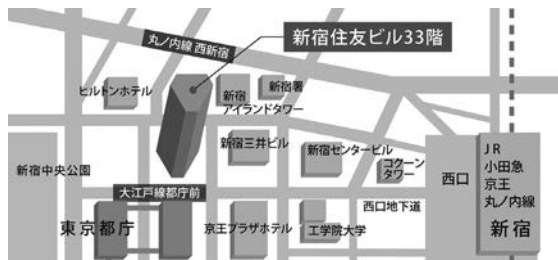 丸ノ内線 西新宿
新宿住友ビル33階
ヒルトンホテル
新宿
アイランドタワー
新宿署
新宿三井ビル
新宿センタービル
コクーン
タワー
新宿中央公園
大江戸線都庁前
東京都庁
京王プラザホテル
西口地下道
工学院大学
西口
JR
小田急
京王
丸ノ内線
新宿